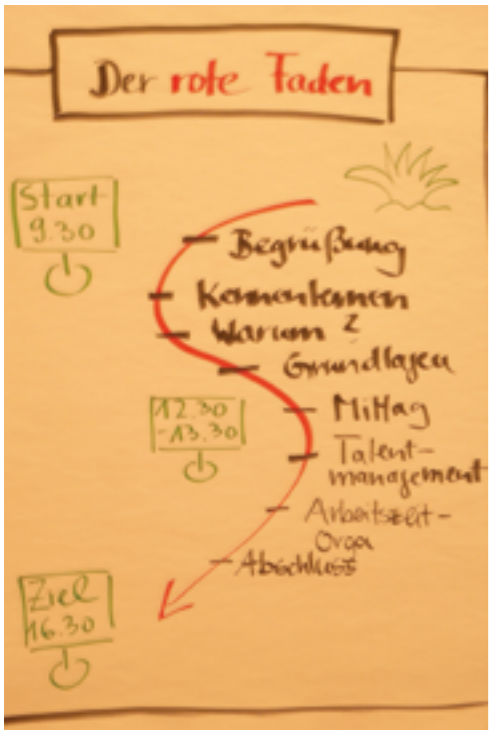 Der rote Faden
Start
9.30
Begrüßung
Kennenlernen
Warum?
Grundlagen
12.30
-13.30
Mittag
Talent-
management
Arbeitszeit-
Orga
Abschluss
Ziel
16.30